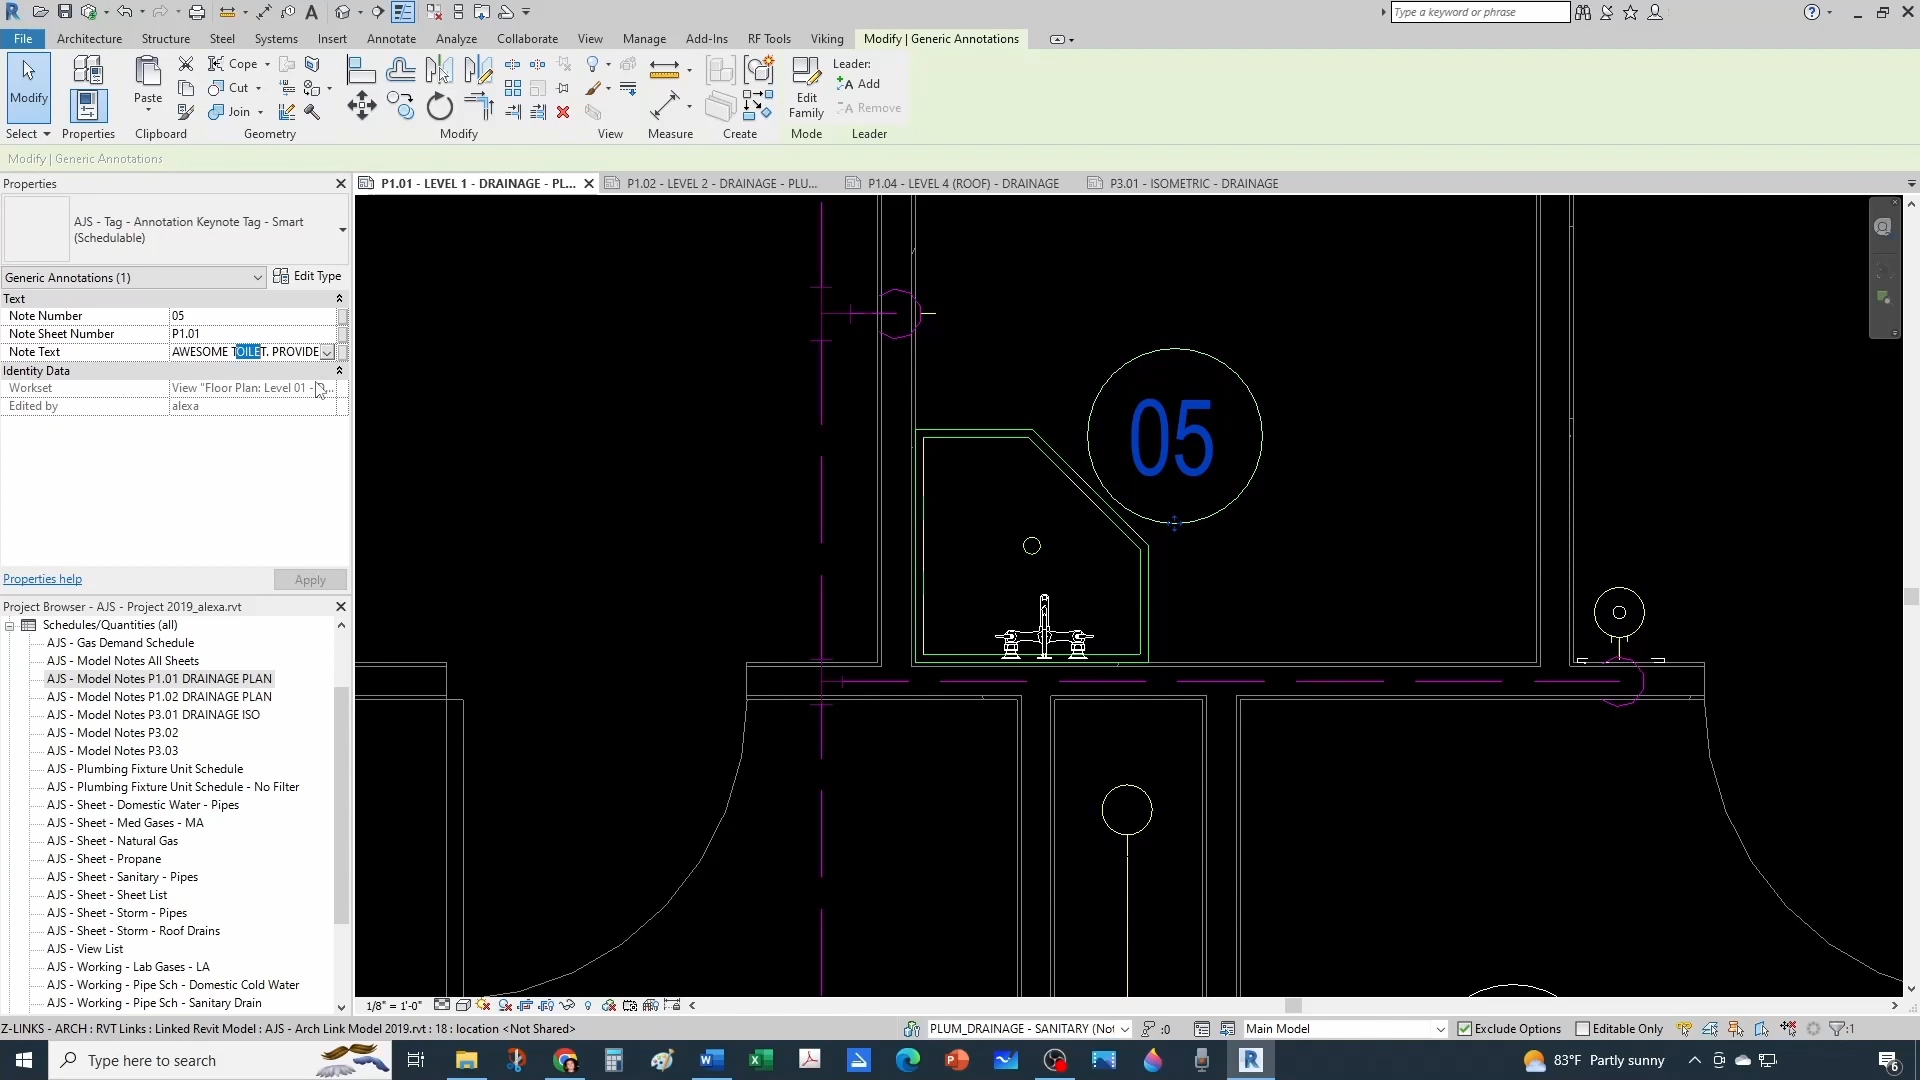 Type a keyword or phrase
File Architecture Structure Steel Systems Insert Annotate Analyze Collaborate View Manage Add-Ins RF Tools Viking Modify | Generic Annotations
Modify
Paste
Cope
Cut
Join
Edit
Family
Leader:
Add
Remove
Select Properties Clipboard Geometry Modify View Measure Create Mode Leader
Modify | Generic Annotations
Properties
P1.01 - LEVEL 1 - DRAINAGE - PL...
P1.02 - LEVEL 2 - DRAINAGE - PLU...
P1.04 - LEVEL 4 (ROOF) - DRAINAGE
P3.01 - ISOMETRIC - DRAINAGE
AJS - Tag - Annotation Keynote Tag - Smart
(Schedulable)
Generic Annotations (1)
Edit Type
Text
Note Number 05
Note Sheet Number P1.01
Note Text AWESOME TOILET. PROVIDE
Identity Data
Workset View "Floor Plan: Level 01 -
Edited by alexa
05
Properties help
Apply
Project Browser - AJS - Project 2019_alexa.rvt
Schedules/Quantities (all)
AJS - Gas Demand Schedule
AJS - Model Notes All Sheets
AJS - Model Notes P1.01 DRAINAGE PLAN
AJS - Model Notes P1.02 DRAINAGE PLAN
AJS - Model Notes P3.01 DRAINAGE ISO
AJS - Model Notes P3.02
AJS - Model Notes P3.03
AJS - Plumbing Fixture Unit Schedule
AJS - Plumbing Fixture Unit Schedule - No Filter
AJS - Sheet - Domestic Water - Pipes
AJS - Sheet - Med Gases - MA
AJS - Sheet - Natural Gas
AJS - Sheet - Propane
AJS - Sheet - Sanitary - Pipes
AJS - Sheet - Sheet List
AJS - Sheet - Storm - Pipes
AJS - Sheet - Storm - Roof Drains
AJS - View List
AJS - Working - Lab Gases - LA
AJS - Working - Pipe Sch - Domestic Cold Water
AJS - Working - Pipe Sch - Sanitary Drain
1/8" = 1'-0"
Z-LINKS - ARCH : RVT Links : Linked Revit Model : AJS - Arch Link Model 2019.rvt : 18 : location <Not Shared>
PLUM_DRAINAGE - SANITARY (Not
:0
Main Model
Exclude Options
Editable Only
:1
Type here to search
83°F Partly sunny
6